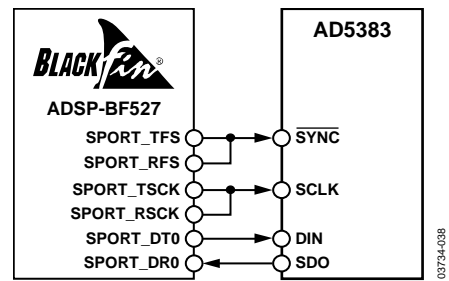 BLACKfin®
ADSP-BF527
SPORT_TFS
SPORT_RFS
SPORT_TSCK
SPORT_RSCK
SPORT_DT0
SPORT_DR0
AD5383
SYNC
SCLK
DIN
SDO
03734-038